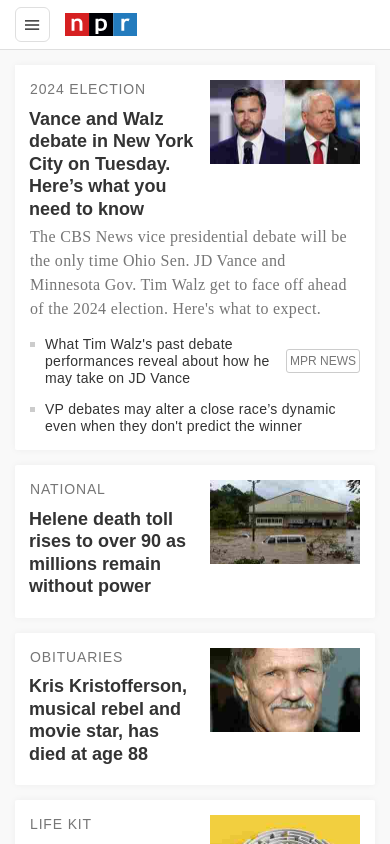 npr
2024 ELECTION
Vance and Walz
debate in New York
City on Tuesday.
Here’s what you
need to know
The CBS News vice presidential debate will be
the only time Ohio Sen. JD Vance and
Minnesota Gov. Tim Walz get to face off ahead
of the 2024 election. Here's what to expect.
What Tim Walz's past debate
performances reveal about how he
may take on JD Vance
MPR NEWS
VP debates may alter a close race’s dynamic
even when they don't predict the winner
NATIONAL
Helene death toll
rises to over 90 as
millions remain
without power
OBITUARIES
Kris Kristofferson,
musical rebel and
movie star, has
died at age 88
LIFE KIT